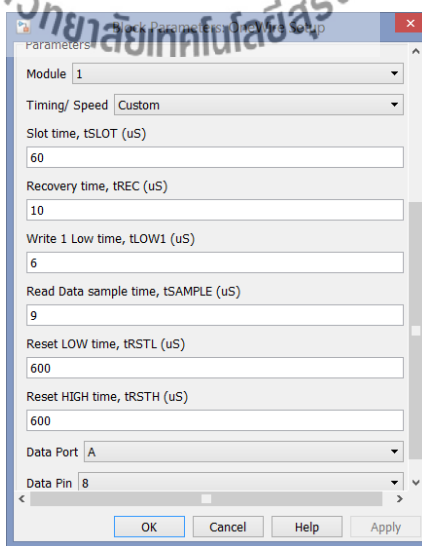 Block Parameters: OneWire Setup
Parameters
Module 1
Timing/ Speed Custom
Slot time, tSLOT (uS)
60
Recovery time, tREC (uS)
10
Write 1 Low time, tLOW1 (uS)
6
Read Data sample time, tSAMPLE (uS)
9
Reset LOW time, tRSTL (uS)
600
Reset HIGH time, tRSTH (uS)
600
Data Port A
Data Pin 8
OK Cancel Help Apply